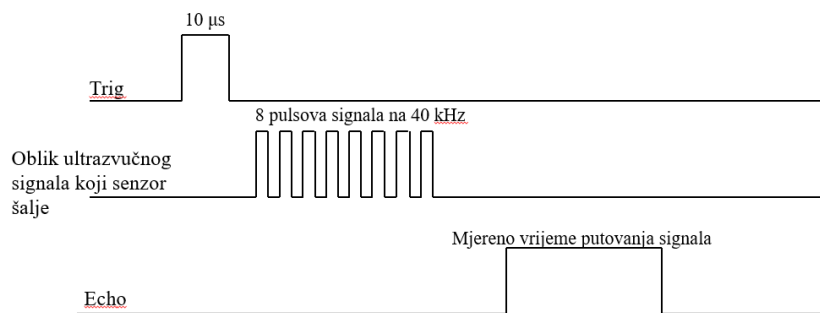 10 μs
Trig
8 pulsova signala na 40 kHz
Oblik ultrazvučnog
signala koji senzor
šalje
Mjereno vrijeme putovanja signala
Echo